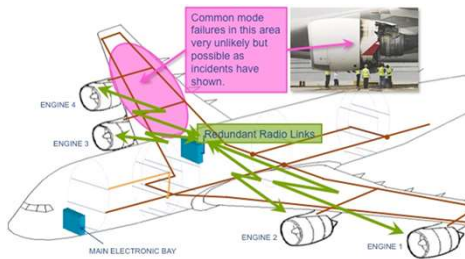 Common mode
failures in this area
very unlikely but
possible as
incidents have
shown.
ENGINE 4
ENGINE 3
Redundant Radio Links
ENGINE 2
ENGINE 1
MAIN ELECTRONIC BAY